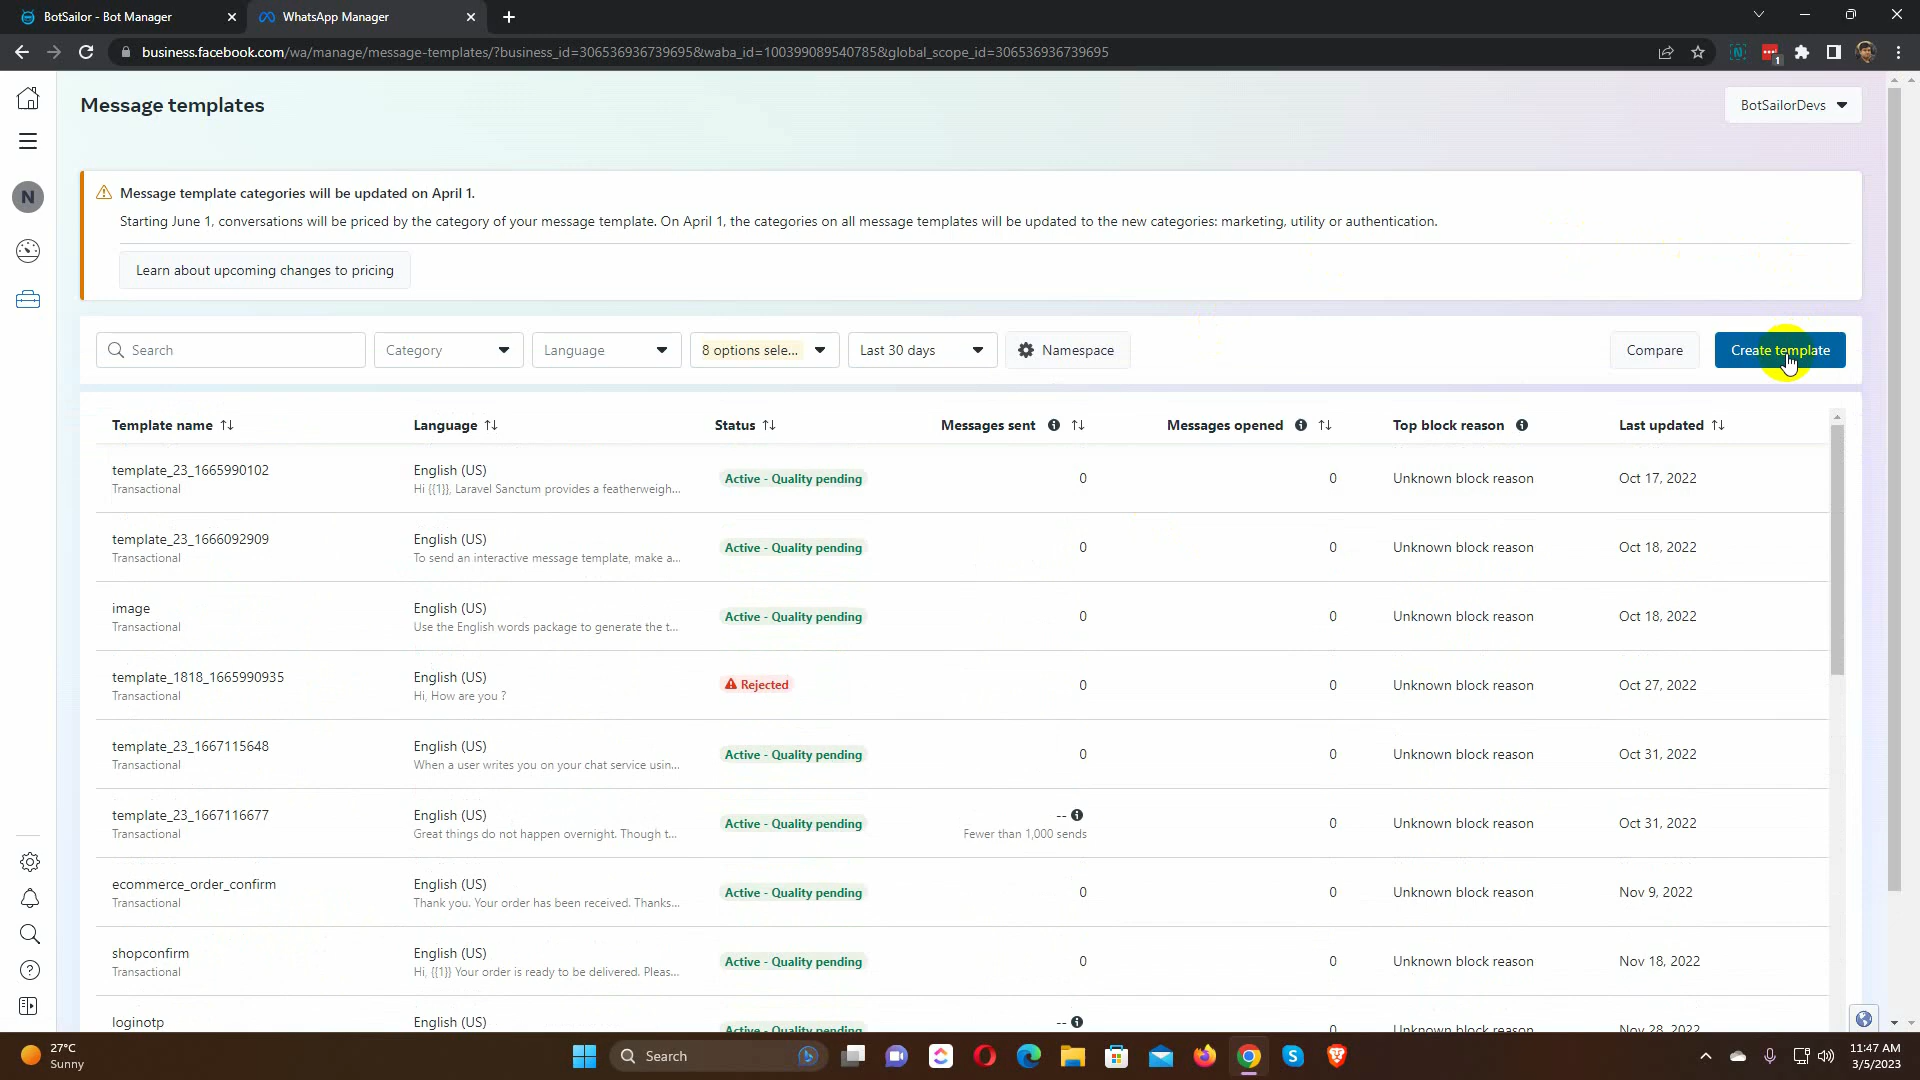 BotSailor - Bot Manager
WhatsApp Manager
business.facebook.com/wa/manage/message-templates/?business_id=306536936739695&waba_id=100399089540785&global_scope_id=306536936739695
1
Message templates
BotSailorDevs
N
Message template categories will be updated on April 1.
Starting June 1, conversations will be priced by the category of your message template. On April 1, the categories on all message templates will be updated to the new categories: marketing, utility or authentication.
Learn about upcoming changes to pricing
Search
Category
Language
8 options sele...
Last 30 days
Namespace
Compare
Create template
Template name
Language
Status
Messages sent
Messages opened
Top block reason
Last updated
template_23_1665990102
Transactional
English (US)
Hi {{1}}, Laravel Sanctum provides a featherweigh...
Active - Quality pending
0
0
Unknown block reason
Oct 17, 2022
template_23_1666092909
Transactional
English (US)
To send an interactive message template, make a...
Active - Quality pending
0
0
Unknown block reason
Oct 18, 2022
image
Transactional
English (US)
Use the English words package to generate the t...
Active - Quality pending
0
0
Unknown block reason
Oct 18, 2022
template_1818_1665990935
Transactional
English (US)
Hi, How are you ?
Rejected
0
0
Unknown block reason
Oct 27, 2022
template_23_1667115648
Transactional
English (US)
When a user writes you on your chat service usin...
Active - Quality pending
0
0
Unknown block reason
Oct 31, 2022
template_23_1667116677
Transactional
English (US)
Great things do not happen overnight. Though t...
Active - Quality pending
--
Fewer than 1,000 sends
0
Unknown block reason
Oct 31, 2022
ecommerce_order_confirm
Transactional
English (US)
Thank you. Your order has been received. Thanks...
Active - Quality pending
0
0
Unknown block reason
Nov 9, 2022
shopconfirm
Transactional
English (US)
Hi, {{1}} Your order is ready to be delivered. Pleas...
Active - Quality pending
0
0
Unknown block reason
Nov 18, 2022
loginotp
English (US)
Active - Quality pending
--
0
Unknown block reason
Nov 28, 2022
27°C
Sunny
Search
11:47 AM
3/5/2023